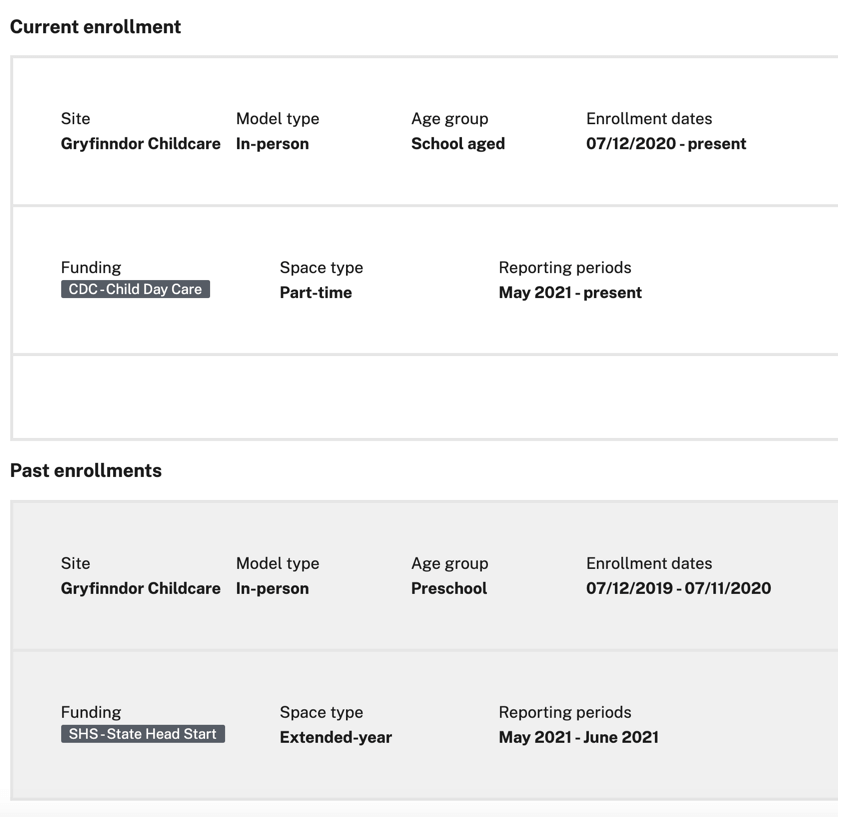 Current enrollment
Site Model type Age group Enrollment dates
Gryfinndor Childcare In-person School aged 07/12/2020 - present
Funding Space type Reporting periods
CDC - Child Day Care Part-time May 2021 - present
Past enrollments
Site Model type Age group Enrollment dates
Gryfinndor Childcare In-person Preschool 07/12/2019 - 07/11/2020
Funding Space type Reporting periods
SHS - State Head Start Extended-year May 2021 - June 2021